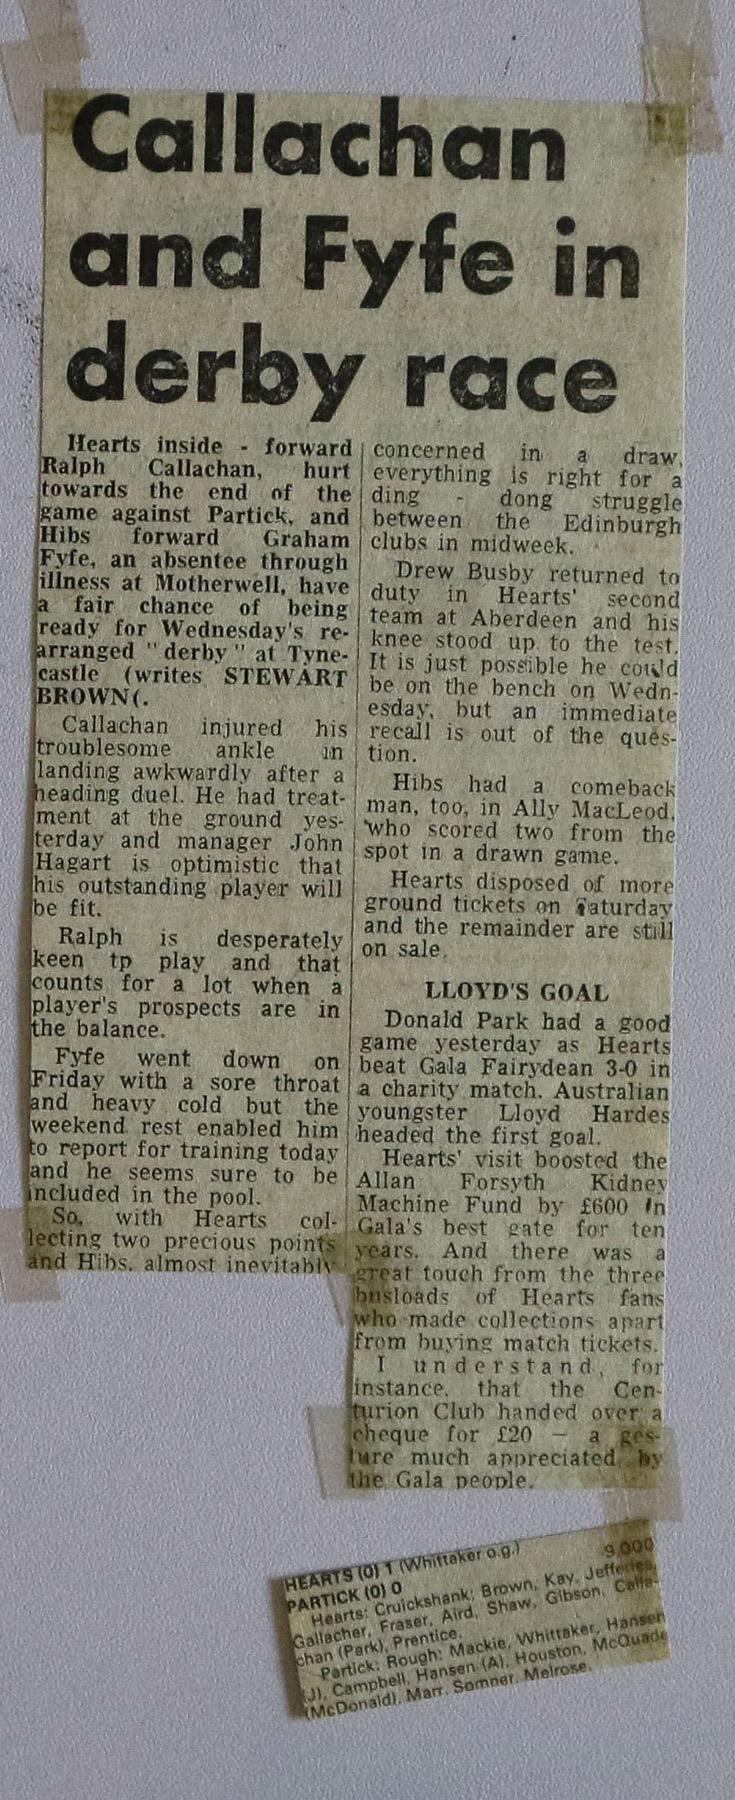 Callachan
and Fyfe in
derby race
Hearts inside - forward
Ralph Callachan, hurt
towards the end of the
game against Partick, and
Hibs forward Graham
Fyfe, an absentee through
illness at Motherwell, have
a fair chance of being
ready for Wednesday's re-
arranged "derby" at Tyne-
castle (writes STEWART
BROWN(.
Callachan injured his
troublesome ankle in
landing awkwardly after a
heading duel. He had treat-
ment at the ground yes-
terday and manager John
Hagart is optimistic that
his outstanding player will
be fit.
Ralph is desperately
keen tp play and that
counts for a lot when a
player's prospects are in
the balance.
Fyfe went down on
Friday with a sore throat
and heavy cold but the
weekend rest enabled him
to report for training today
and he seems sure to be
included in the pool.
So, with Hearts col-
lecting two precious points
and Hibs, almost inevitably
concerned in a draw,
everything is right for a
ding - dong struggle
between the Edinburgh
clubs in midweek.
Drew Busby returned to
duty in Hearts' second
team at Aberdeen and his
knee stood up to the test.
It is just possible he could
be on the bench on Wedn-
esday, but an immediate
recall is out of the ques-
tion.
Hibs had a comeback
man, too, in Ally MacLeod,
who scored two from the
spot in a drawn game.
Hearts disposed of more
ground tickets on Saturday
and the remainder are still
on sale.
LLOYD'S GOAL
Donald Park had a good
game yesterday as Hearts
beat Gala Fairydean 3-0 in
a charity match. Australian
youngster Lloyd Hardes
headed the first goal.
Hearts' visit boosted the
Allan Forsyth Kidney
Machine Fund by £600 in
Gala's best gate for ten
years. And there was a
great touch from the three
busloads of Hearts fans
who made collections apart
from buying match tickets.
I understand, for
instance, that the Cen-
turion Club handed over a
cheque for £20 — a ges-
ture much appreciated by
the Gala people.
HEARTS (0) 1 (Whittaker o.g.) 9,000
PARTICK (0) 0
Hearts: Cruickshank; Brown, Kay, Jefferies,
Gallacher, Fraser, Aird, Shaw, Gibson, Calla-
chan (Park), Prentice.
Partick: Rough; Mackie, Whittaker, Hansen
(J), Campbell, Hansen (A), Houston, McQuade
(McDonald), Marr, Somner, Melrose.